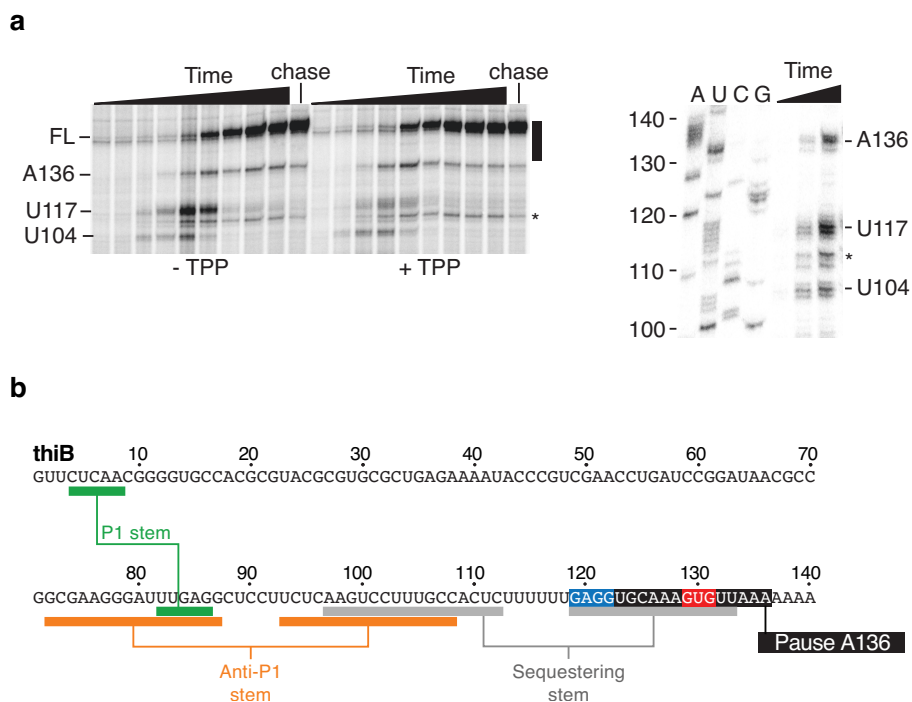 a
Time
chase
Time
chase
FL
A136
U117
U104
*
- TPP
+ TPP
A U C G
Time
140
130
120
110
100
A136
U117
*
U104
b
thiB
10 20 30 40 50 60 70
GUUCUCAACGGGGUGCCACGCGUACGCGUGCGCUGAGAAAAUACCCGUCGAACCUGAUCCGGAUAACGCC
P1 stem
80 90 100 110 120 130 140
GGCGAAGGGAUUUGAGGCUCCUUCUCAAGUCCUUUGCCACUCUUUUUUGAGGUGCAAAGUGUUAAAAAAA
Pause A136
Anti-P1
stem
Sequestering
stem